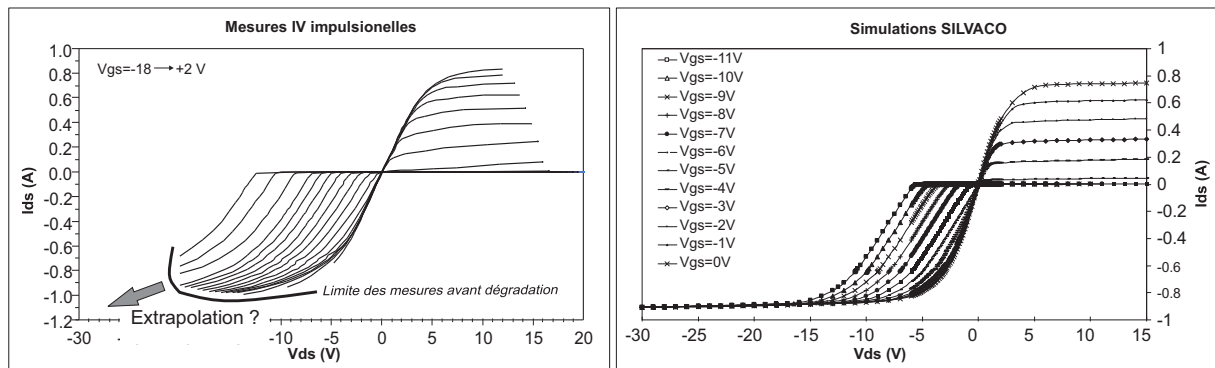 Mesures IV impulsionelles
Vgs=-18 → +2 V
1.0
0.8
0.6
0.4
0.2
0.0
-0.2
-0.4
-0.6
-0.8
-1.0
-1.2
Ids (A)
Limite des mesures avant dégradation
Extrapolation ?
-30 -20 -10 -5 0 5 10 15 20
Vds (V)
Simulations SILVACO
Vgs=-11V
Vgs=-10V
Vgs=-9V
Vgs=-8V
Vgs=-7V
Vgs=-6V
Vgs=-5V
Vgs=-4V
Vgs=-3V
Vgs=-2V
Vgs=-1V
Vgs=0V
1
0.8
0.6
0.4
0.2
0
-0.2
-0.4
-0.6
-0.8
-1
Ids (A)
-30 -25 -20 -15 -10 -5 0 5 10 15
Vds (V)